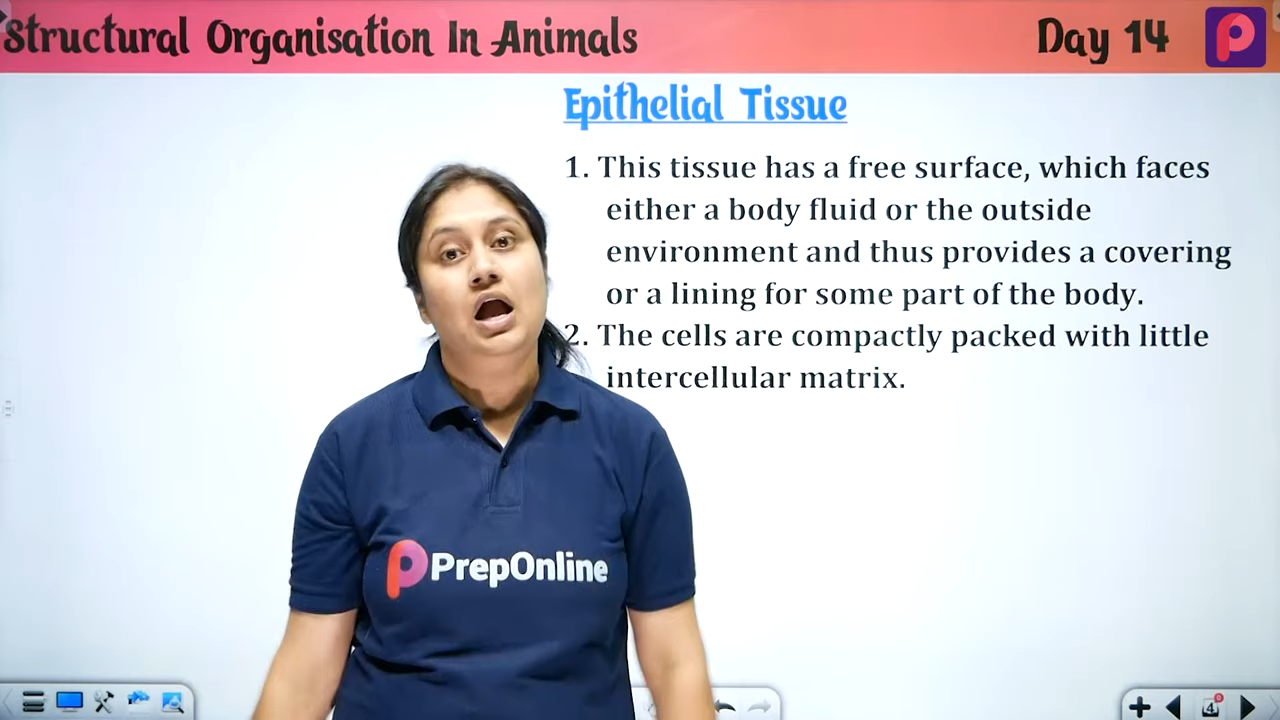 Structural Organisation In Animals
Day 14
Epithelial Tissue
1. This tissue has a free surface, which faces
either a body fluid or the outside
environment and thus provides a covering
or a lining for some part of the body.
2. The cells are compactly packed with little
intercellular matrix.
PrepOnline
4